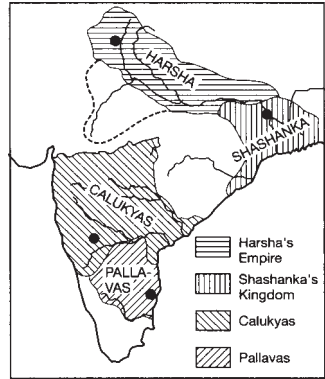 HARSHA
SHASHANKA
CALUKYAS
PALLA-
VAS
Harsha's
Empire
Shashanka's
Kingdom
Calukyas
Pallavas